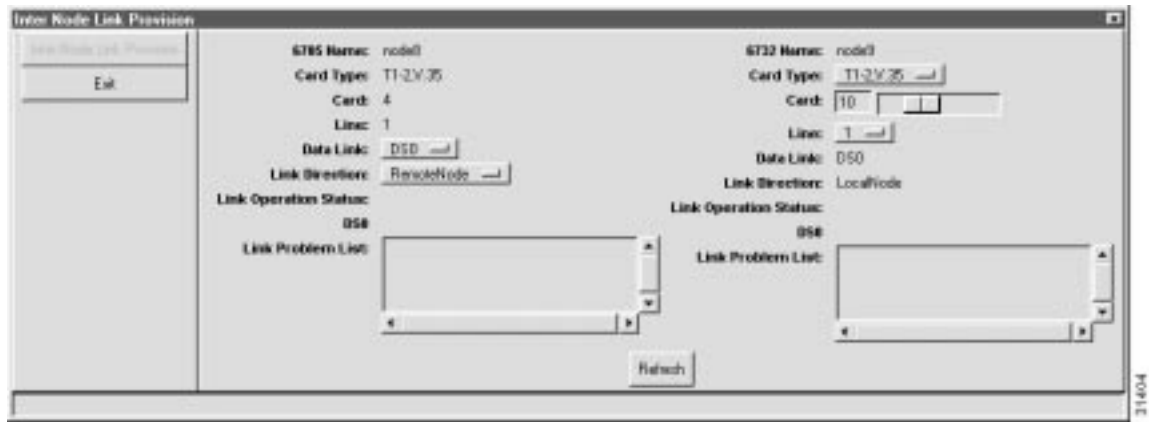 Inter Node Link Provision
Inter Node Link Provision
Exit
6705 Name: node8
Card Type: T1-2.V.35
Card: 4
Line: 1
Data Link: DS0
Link Direction: RemoteNode
Link Operation Status:
DS0
Link Problem List:
6732 Name: node9
Card Type: T1-2.V.35
Card: 10
Line: 1
Data Link: DS0
Link Direction: LocalNode
Link Operation Status:
DS0
Link Problem List:
Refresh
31404